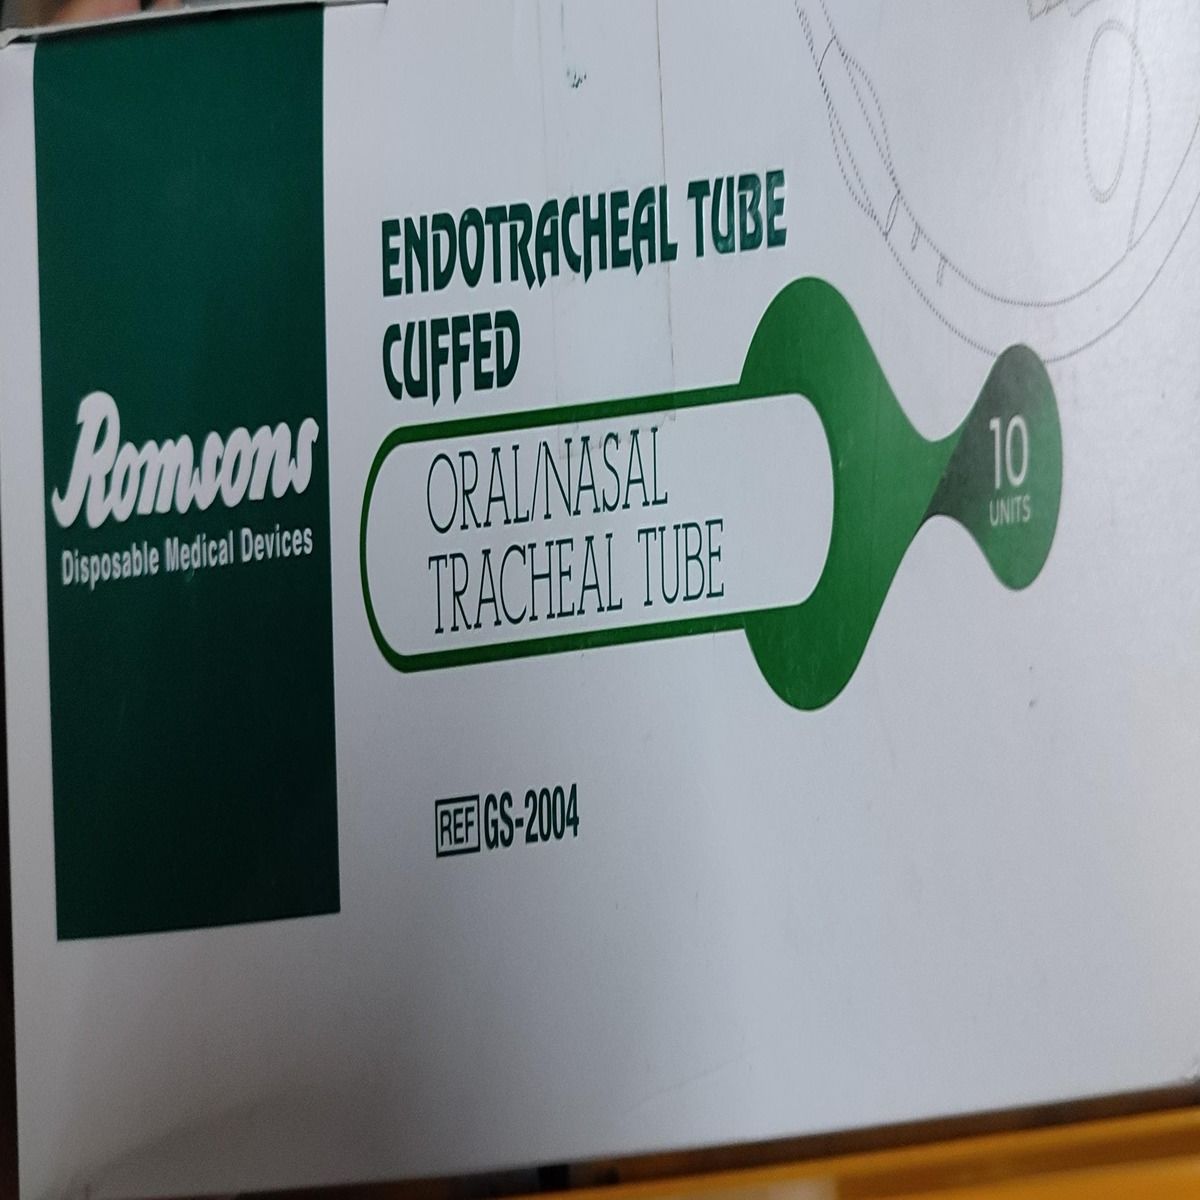 Romsons
Disposable Medical Devices
ENDOTRACHEAL TUBE
CUFFED
ORAL/NASAL
TRACHEAL TUBE
10
UNITS
REF GS-2004